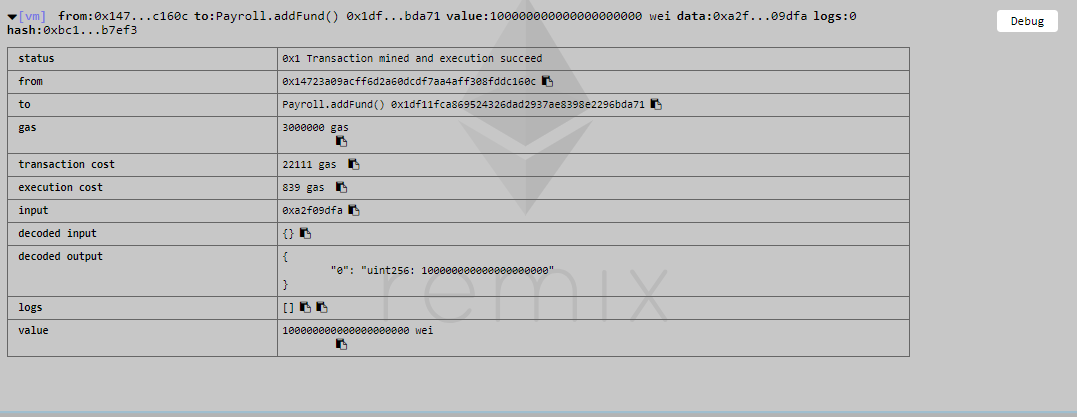 [vm] from:0x147...c160c to:Payroll.addFund() 0x1df...bda71 value:100000000000000000000 wei data:0xa2f...09dfa logs:0
hash:0xbc1...b7ef3
Debug
status 0x1 Transaction mined and execution succeed
from 0x14723a09acff6d2a60dcdf7aa4aff308fddc160c
to Payroll.addFund() 0x1df11fca869524326dad2937ae8398e2296bda71
gas 3000000 gas
transaction cost 22111 gas
execution cost 839 gas
input 0xa2f09dfa
decoded input {}
decoded output {
"0": "uint256: 100000000000000000000"
}
logs []
value 100000000000000000000 wei
remix